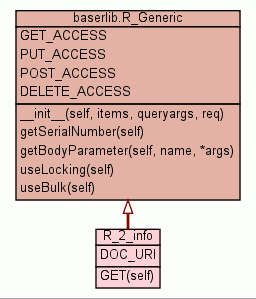 baserlib.R_Generic
GET_ACCESS
PUT_ACCESS
POST_ACCESS
DELETE_ACCESS
__init__(self, items, queryargs, req)
getSerialNumber(self)
getBodyParameter(self, name, *args)
useLocking(self)
useBulk(self)
R_2_info
DOC_URI
GET(self)